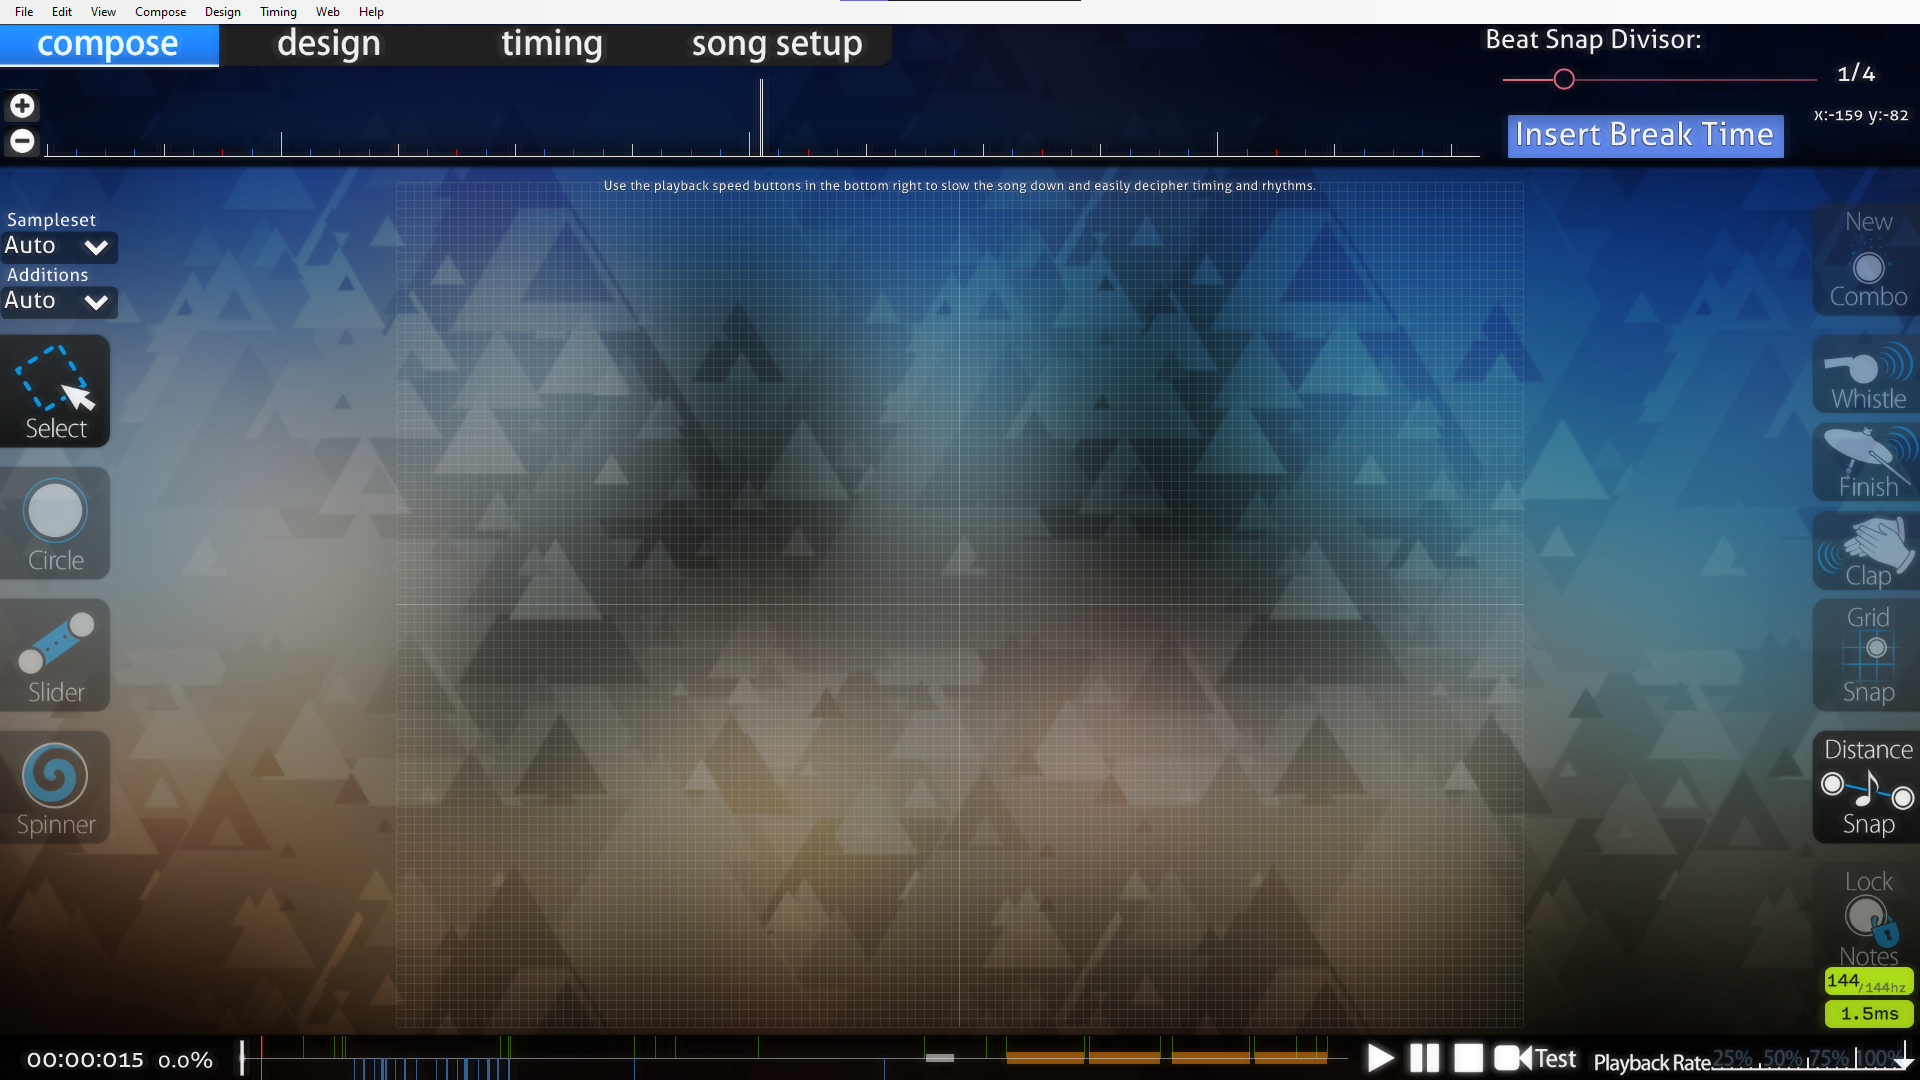 File Edit View Compose Design Timing Web Help
compose design timing song setup
Beat Snap Divisor:
1/4
x:-159 y:-82
Insert Break Time
Use the playback speed buttons in the bottom right to slow the song down and easily decipher timing and rhythms.
Sampleset
Auto
Additions
Auto
Select
Circle
Slider
Spinner
New
Combo
Whistle
Finish
Clap
Grid
Snap
Distance
Snap
Lock
Notes
144/144hz
1.5ms
00:00:015 0.0%
Test
Playback Rate 25% 50% 75% 100%